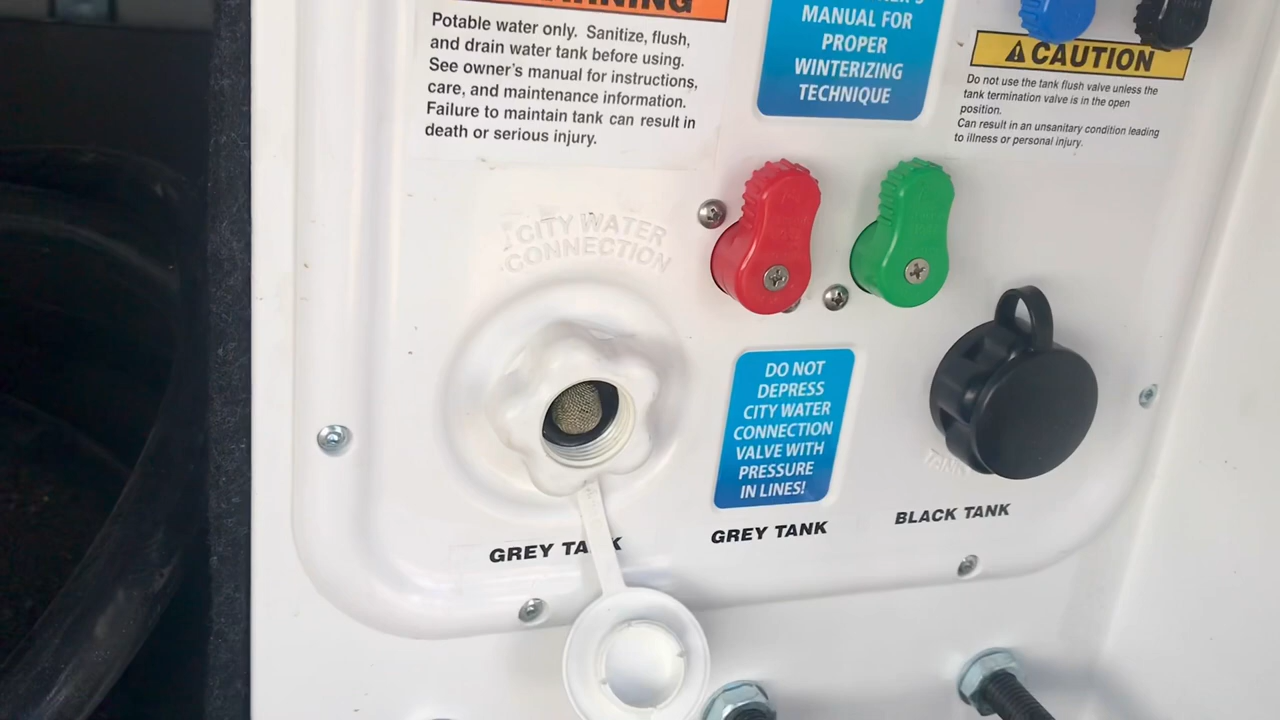 Potable water only. Sanitize, flush,
and drain water tank before using.
See owner's manual for instructions,
care, and maintenance information.
Failure to maintain tank can result in
death or serious injury.
MANUAL FOR
PROPER
WINTERIZING
TECHNIQUE
CAUTION
Do not use the tank flush valve unless the
tank termination valve is in the open
position.
Can result in an unsanitary condition leading
to illness or personal injury.
CITY WATER
CONNECTION
DO NOT
DEPRESS
CITY WATER
CONNECTION
VALVE WITH
PRESSURE
IN LINES!
TANK
GREY TANK
GREY TANK
BLACK TANK